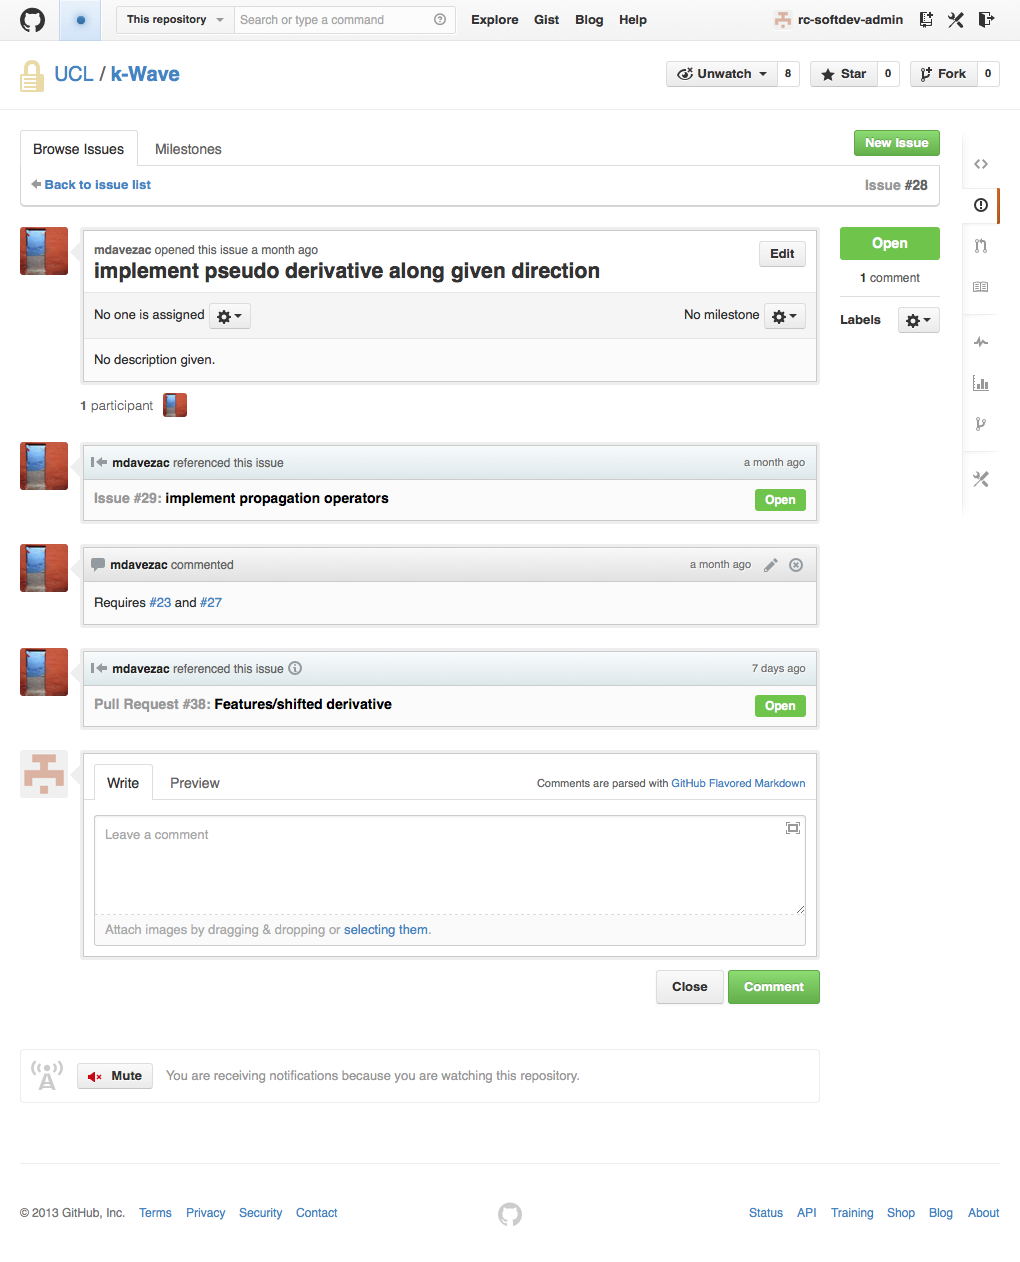 This repository Search or type a command Explore Gist Blog Help rc-softdev-admin
UCL / k-Wave Unwatch 8 Star 0 Fork 0
Browse Issues Milestones New Issue
Back to issue list Issue #28
mdavezac opened this issue a month ago
implement pseudo derivative along given direction
Edit
Open
1 comment
No one is assigned No milestone
Labels
No description given.
1 participant
mdavezac referenced this issue a month ago
Issue #29: implement propagation operators Open
mdavezac commented a month ago
Requires #23 and #27
mdavezac referenced this issue 7 days ago
Pull Request #38: Features/shifted derivative Open
Write Preview Comments are parsed with GitHub Flavored Markdown
Leave a comment
Attach images by dragging & dropping or selecting them.
Close Comment
Mute You are receiving notifications because you are watching this repository.
© 2013 GitHub, Inc. Terms Privacy Security Contact Status API Training Shop Blog About